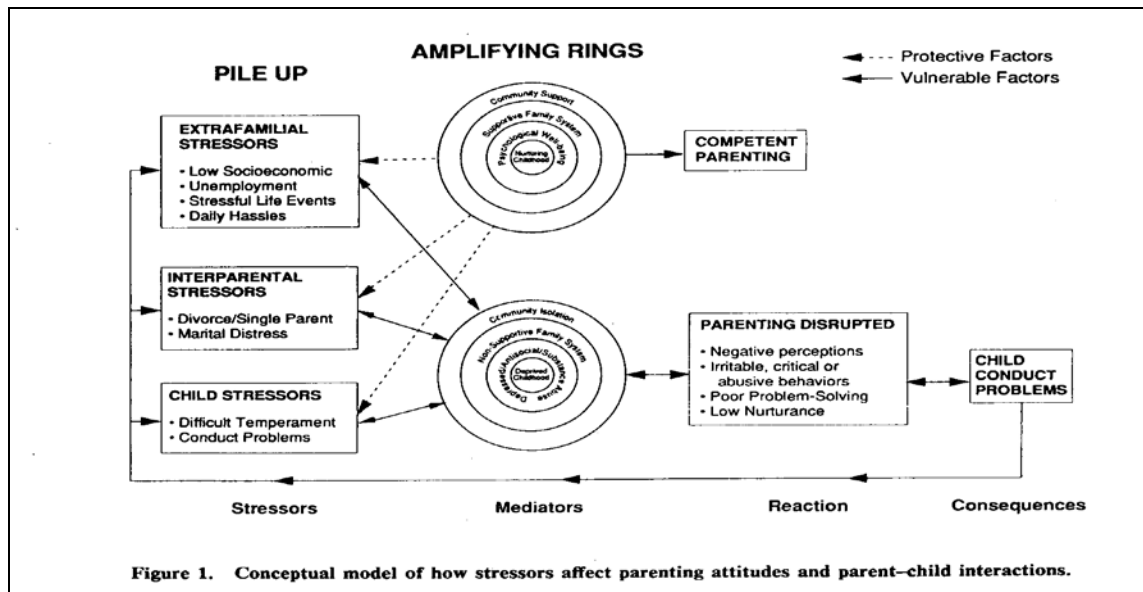 AMPLIFYING RINGS
PILE UP
Protective Factors
Vulnerable Factors
EXTRAFAMILIAL
STRESSORS
• Low Socioeconomic
• Unemployment
• Stressful Life Events
• Daily Hassles
Community Support
Supportive Family System
Psychological Well-being
Nurturing
Childhood
COMPETENT
PARENTING
INTERPARENTAL
STRESSORS
• Divorce/Single Parent
• Marital Distress
CHILD STRESSORS
• Difficult Temperament
• Conduct Problems
Community Isolation
Non-Supportive Family System
Depressed/Antisocial/Substance Abuse
Deprived
Childhood
PARENTING DISRUPTED
• Negative perceptions
• Irritable, critical or
abusive behaviors
• Poor Problem-Solving
• Low Nurturance
CHILD
CONDUCT
PROBLEMS
Stressors
Mediators
Reaction
Consequences
Figure 1. Conceptual model of how stressors affect parenting attitudes and parent–child interactions.